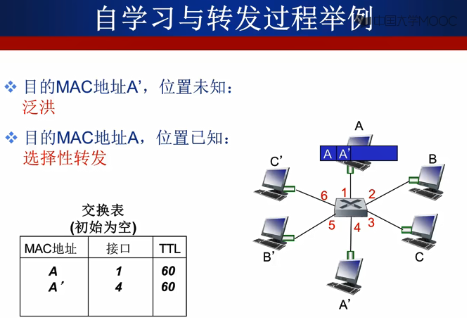 自学习与转发过程举例
中国大学MOOC
❖ 目的MAC地址A’，位置未知：
泛洪
❖ 目的MAC地址A，位置已知：
选择性转发
交换表
(初始为空)
MAC地址 接口 TTL
A 1 60
A’ 4 60
A
A A’
C’
B
6 1 2
5 4 3
B’
C
A’